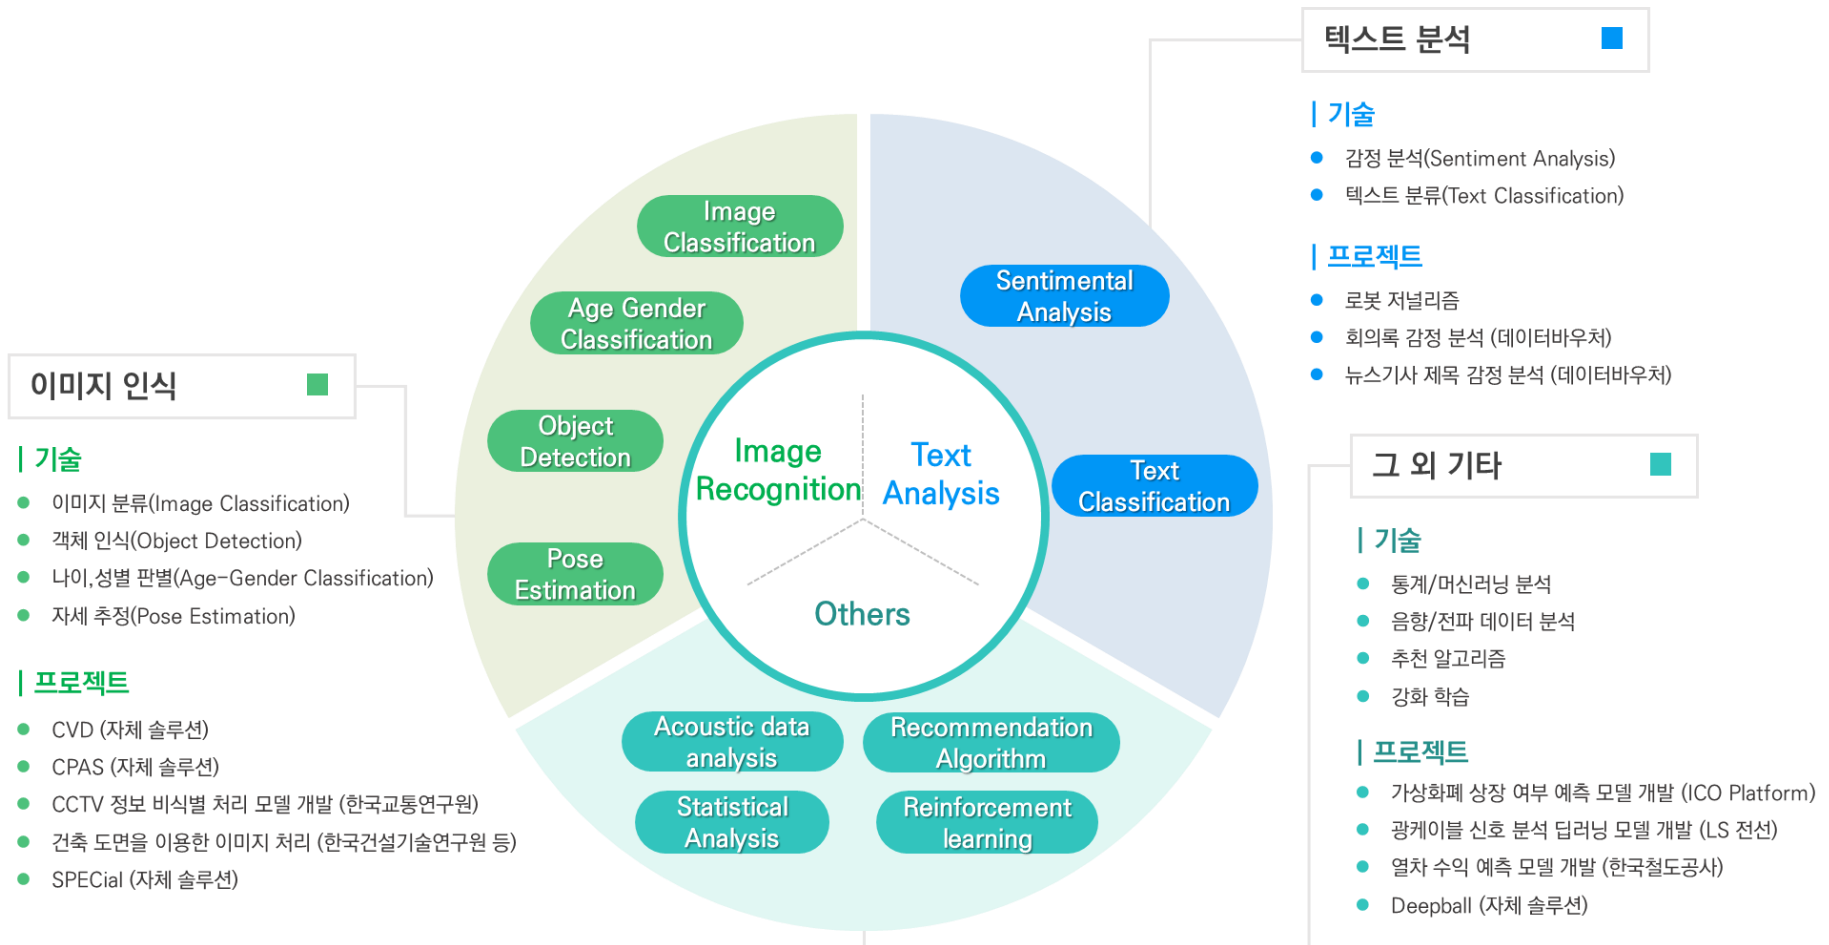 텍스트 분석
기술
감정 분석(Sentiment Analysis)
텍스트 분류(Text Classification)
프로젝트
로봇 저널리즘
회의록 감정 분석 (데이터바우처)
뉴스기사 제목 감정 분석 (데이터바우처)
Image
Classification
Age Gender
Classification
Object
Detection
Pose
Estimation
Sentimental
Analysis
Text
Classification
Image
Recognition
Text
Analysis
Others
Acoustic data
analysis
Recommendation
Algorithm
Statistical
Analysis
Reinforcement
learning
이미지 인식
기술
이미지 분류(Image Classification)
객체 인식(Object Detection)
나이,성별 판별(Age-Gender Classification)
자세 추정(Pose Estimation)
프로젝트
CVD (자체 솔루션)
CPAS (자체 솔루션)
CCTV 정보 비식별 처리 모델 개발 (한국교통연구원)
건축 도면을 이용한 이미지 처리 (한국건설기술연구원 등)
SPECial (자체 솔루션)
그 외 기타
기술
통계/머신러닝 분석
음향/전파 데이터 분석
추천 알고리즘
강화 학습
프로젝트
가상화폐 상장 여부 예측 모델 개발 (ICO Platform)
광케이블 신호 분석 딥러닝 모델 개발 (LS 전선)
열차 수익 예측 모델 개발 (한국철도공사)
Deepball (자체 솔루션)